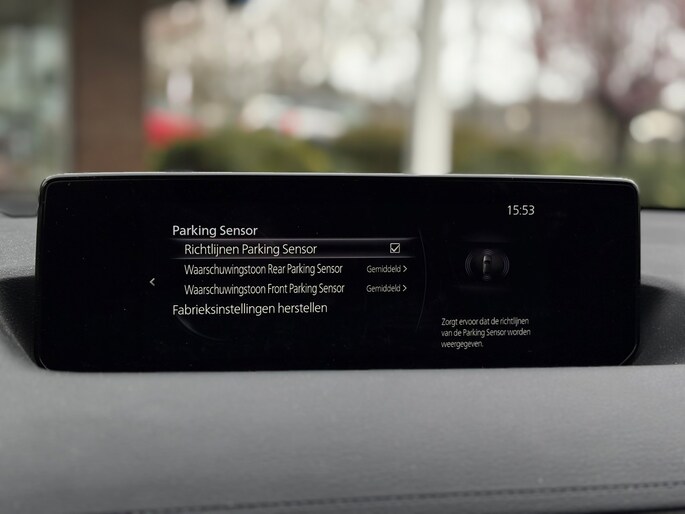 15:53
Parking Sensor
Richtlijnen Parking Sensor
Waarschuwingstoon Rear Parking Sensor Gemiddeld >
Waarschuwingstoon Front Parking Sensor Gemiddeld >
Fabrieksinstellingen herstellen
Zorgt ervoor dat de richtlijnen
van de Parking Sensor worden
weergegeven.